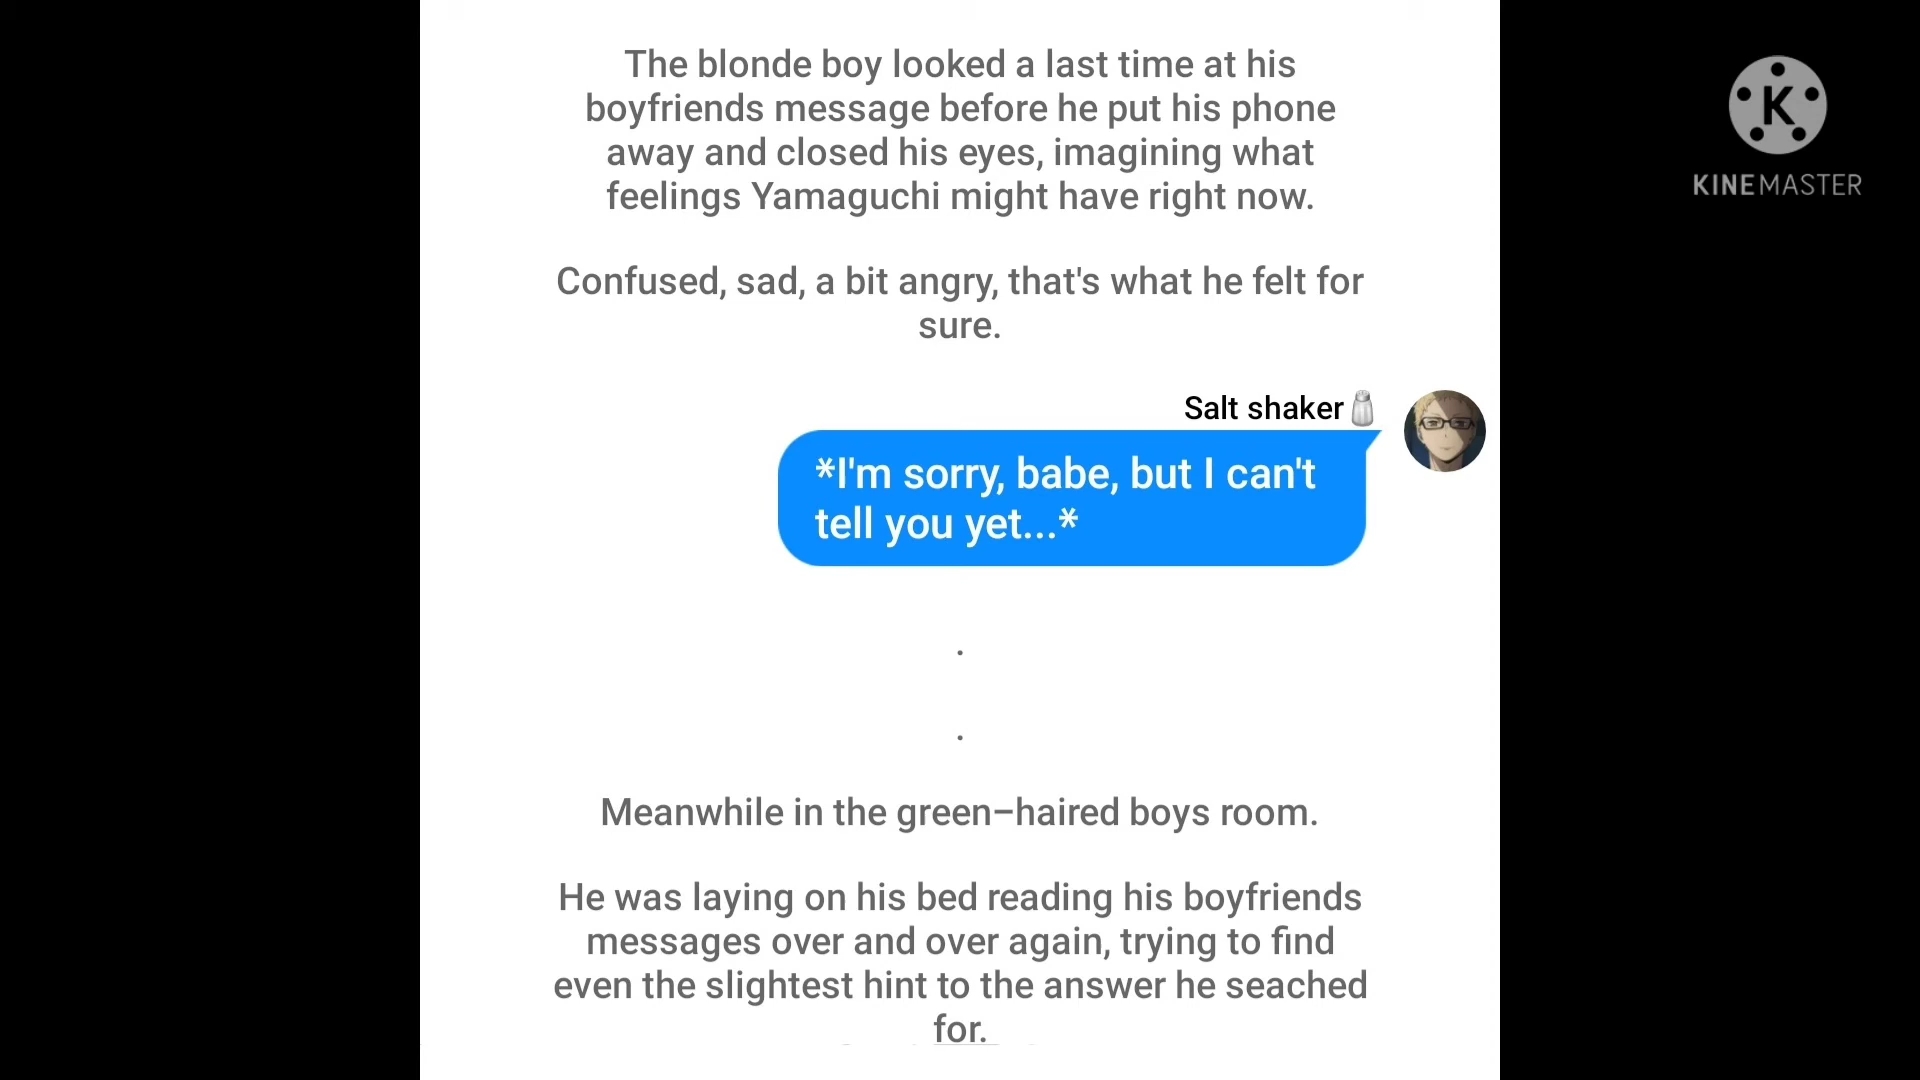 The blonde boy looked a last time at his
boyfriends message before he put his phone
away and closed his eyes, imagining what
feelings Yamaguchi might have right now.
Confused, sad, a bit angry, that's what he felt for
sure.
Salt shaker🧂
*I'm sorry, babe, but I can't
tell you yet...*
.
.
Meanwhile in the green–haired boys room.
He was laying on his bed reading his boyfriends
messages over and over again, trying to find
even the slightest hint to the answer he seached
for.
K
KINEMASTER